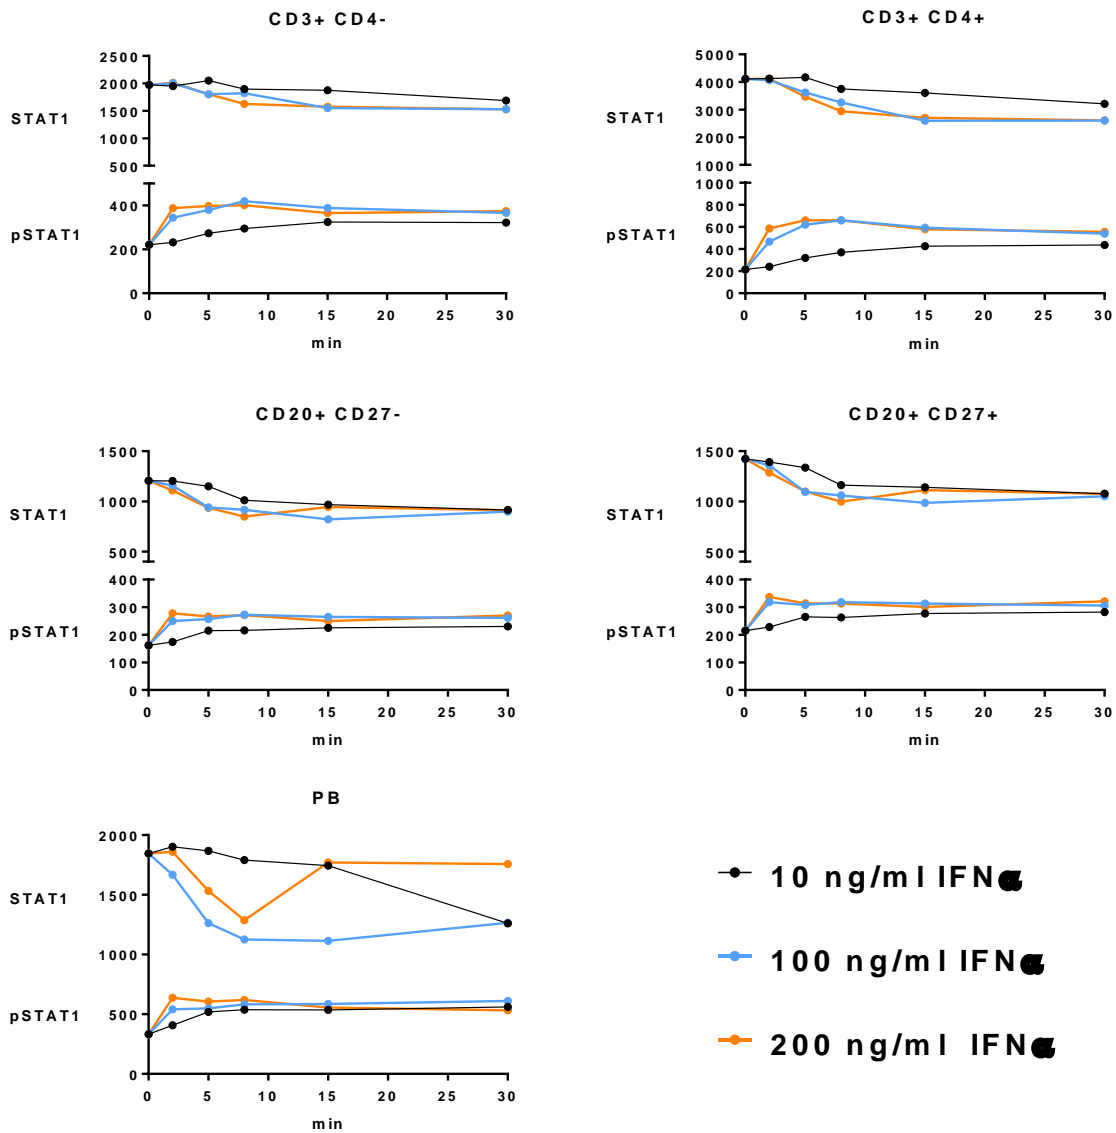 CD3+ CD4-
2500
2000
1500
1000
500
STAT1
400
200
0
pSTAT1
0 5 10 15 20 25 30
min
CD3+ CD4+
5000
4000
3000
2000
1000
STAT1
1000
800
600
400
200
0
pSTAT1
0 5 10 15 20 25 30
min
CD20+ CD27-
1500
1000
500
STAT1
400
300
200
100
0
pSTAT1
0 5 10 15 20 25 30
min
CD20+ CD27+
1500
1000
500
STAT1
400
300
200
100
0
pSTAT1
0 5 10 15 20 25 30
min
PB
2000
1500
1000
500
0
STAT1
pSTAT1
0 5 10 15 20 25 30
min
10 ng/ml IFNα
100 ng/ml IFNα
200 ng/ml IFNα